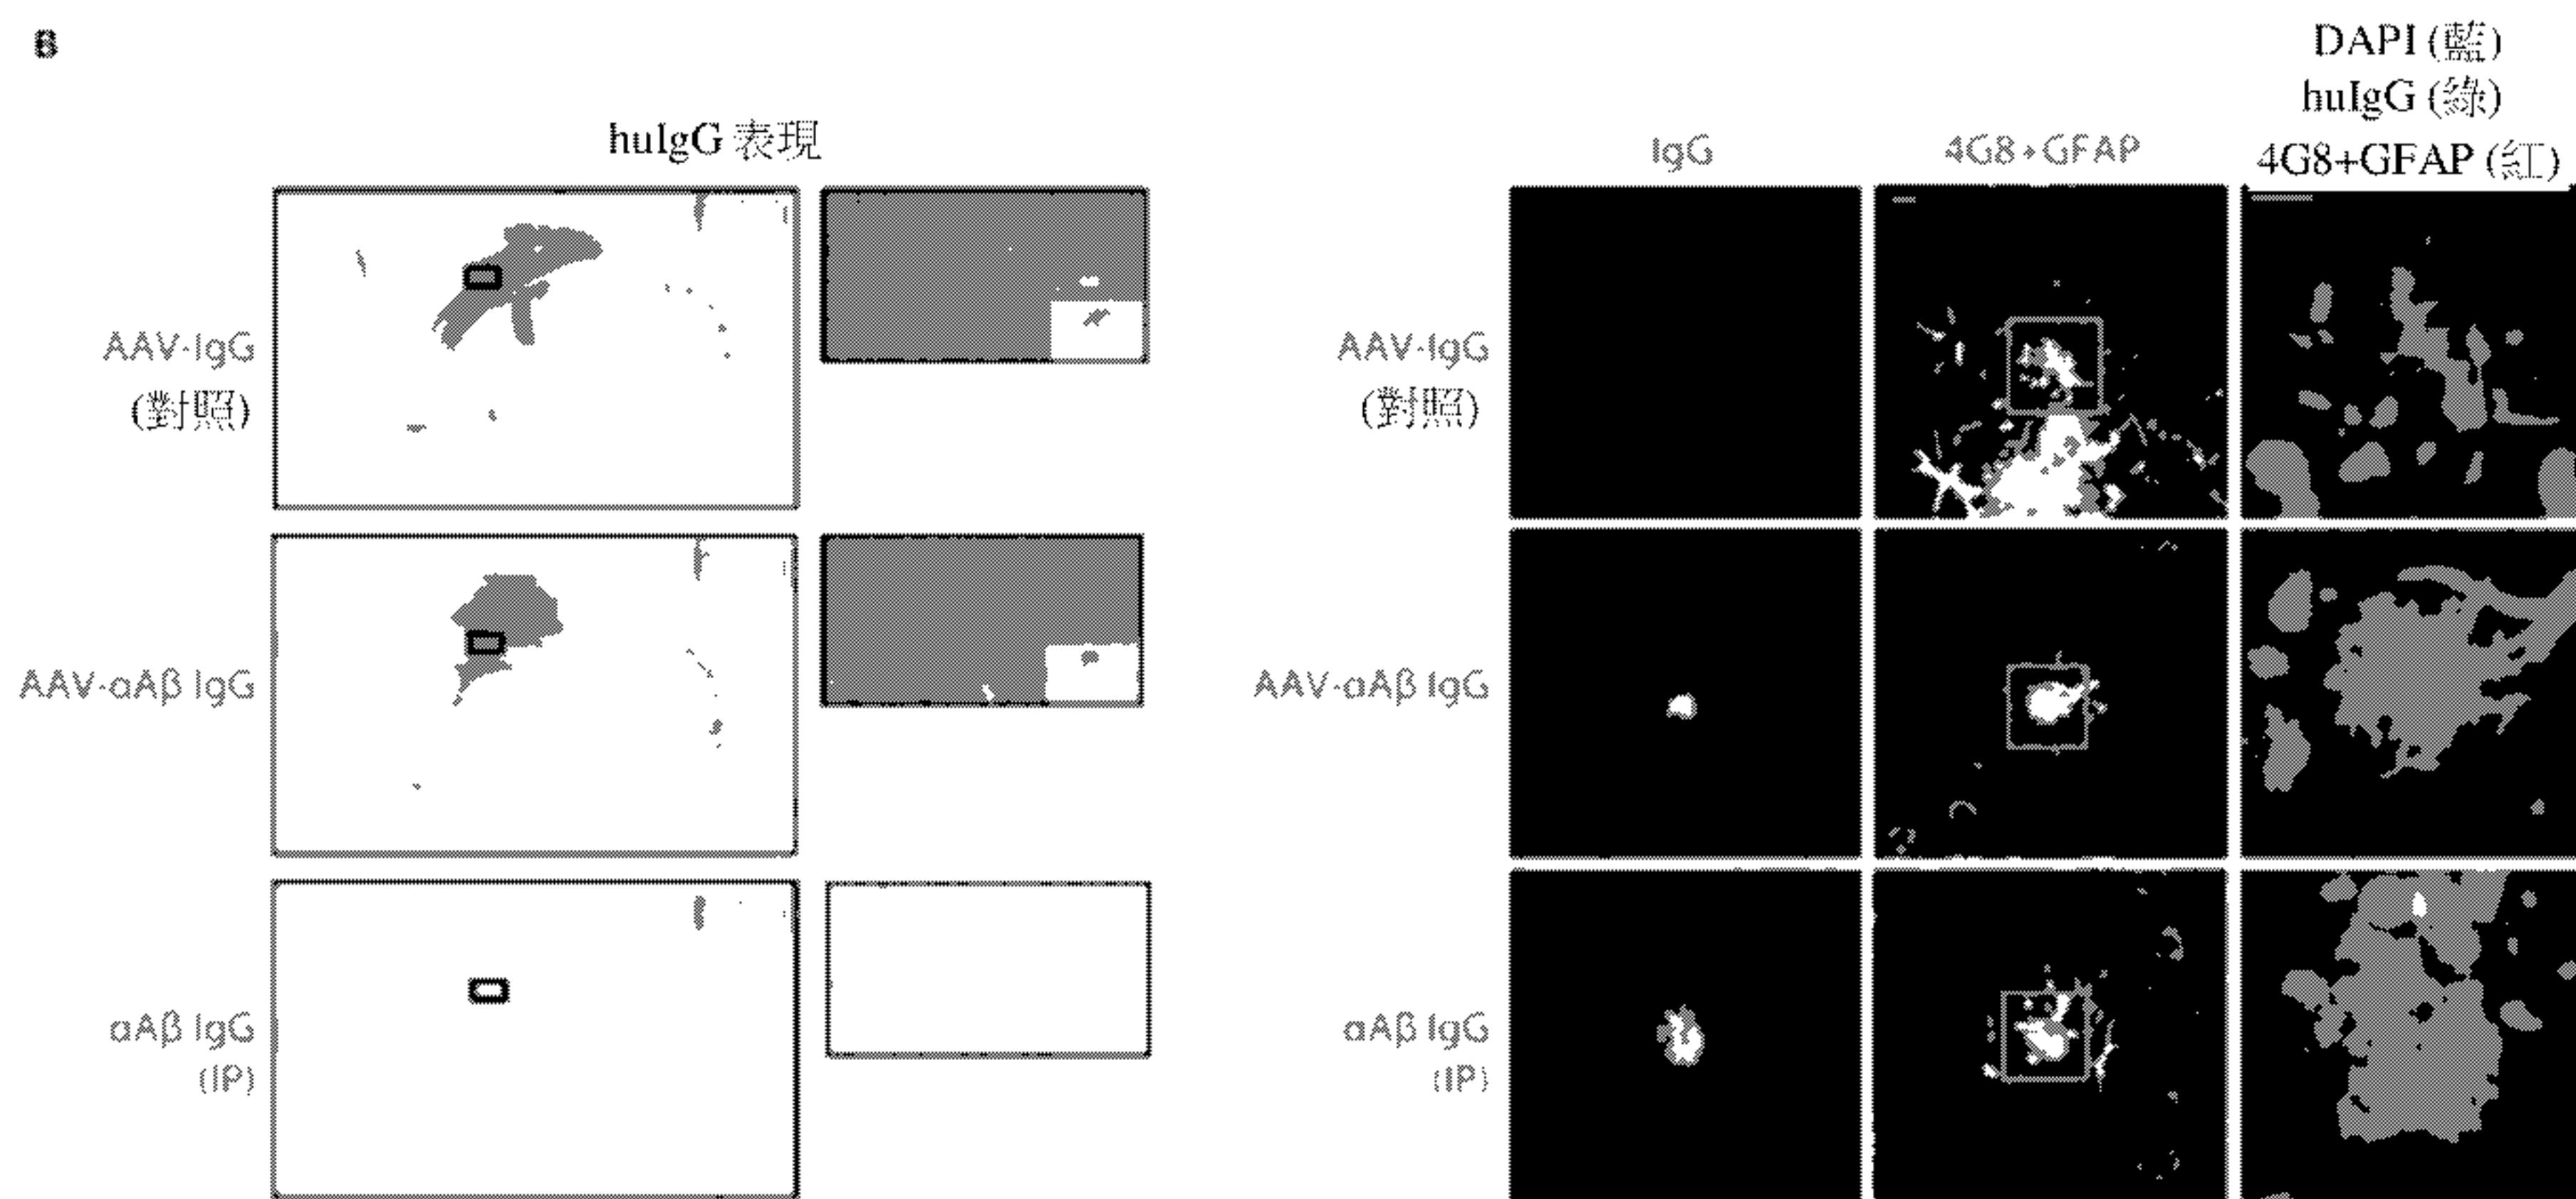 B
huIgG 表現
AAV-IgG
(對照)
AAV-αAβ IgG
αAβ IgG
(IP)
IgG
4G8+GFAP
DAPI (藍)
huIgG (綠)
4G8+GFAP (紅)
AAV-IgG
(對照)
AAV-αAβ IgG
αAβ IgG
(IP)